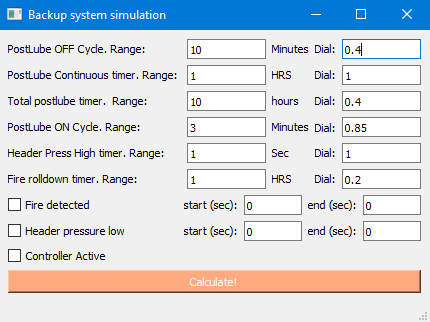 Backup system simulation
PostLube OFF Cycle. Range: 10 Minutes Dial: 0.4
PostLube Continuous timer. Range: 1 HRS Dial: 1
Total postlube timer.  Range: 10 hours Dial: 0.4
PostLube ON Cycle. Range: 3 Minutes Dial: 0.85
Header Press High timer. Range: 1 Sec Dial: 1
Fire rolldown timer. Range: 1 HRS Dial: 0.2
Fire detected start (sec): 0 end (sec): 0
Header pressure low start (sec): 0 end (sec): 0
Controller Active
Calculate!